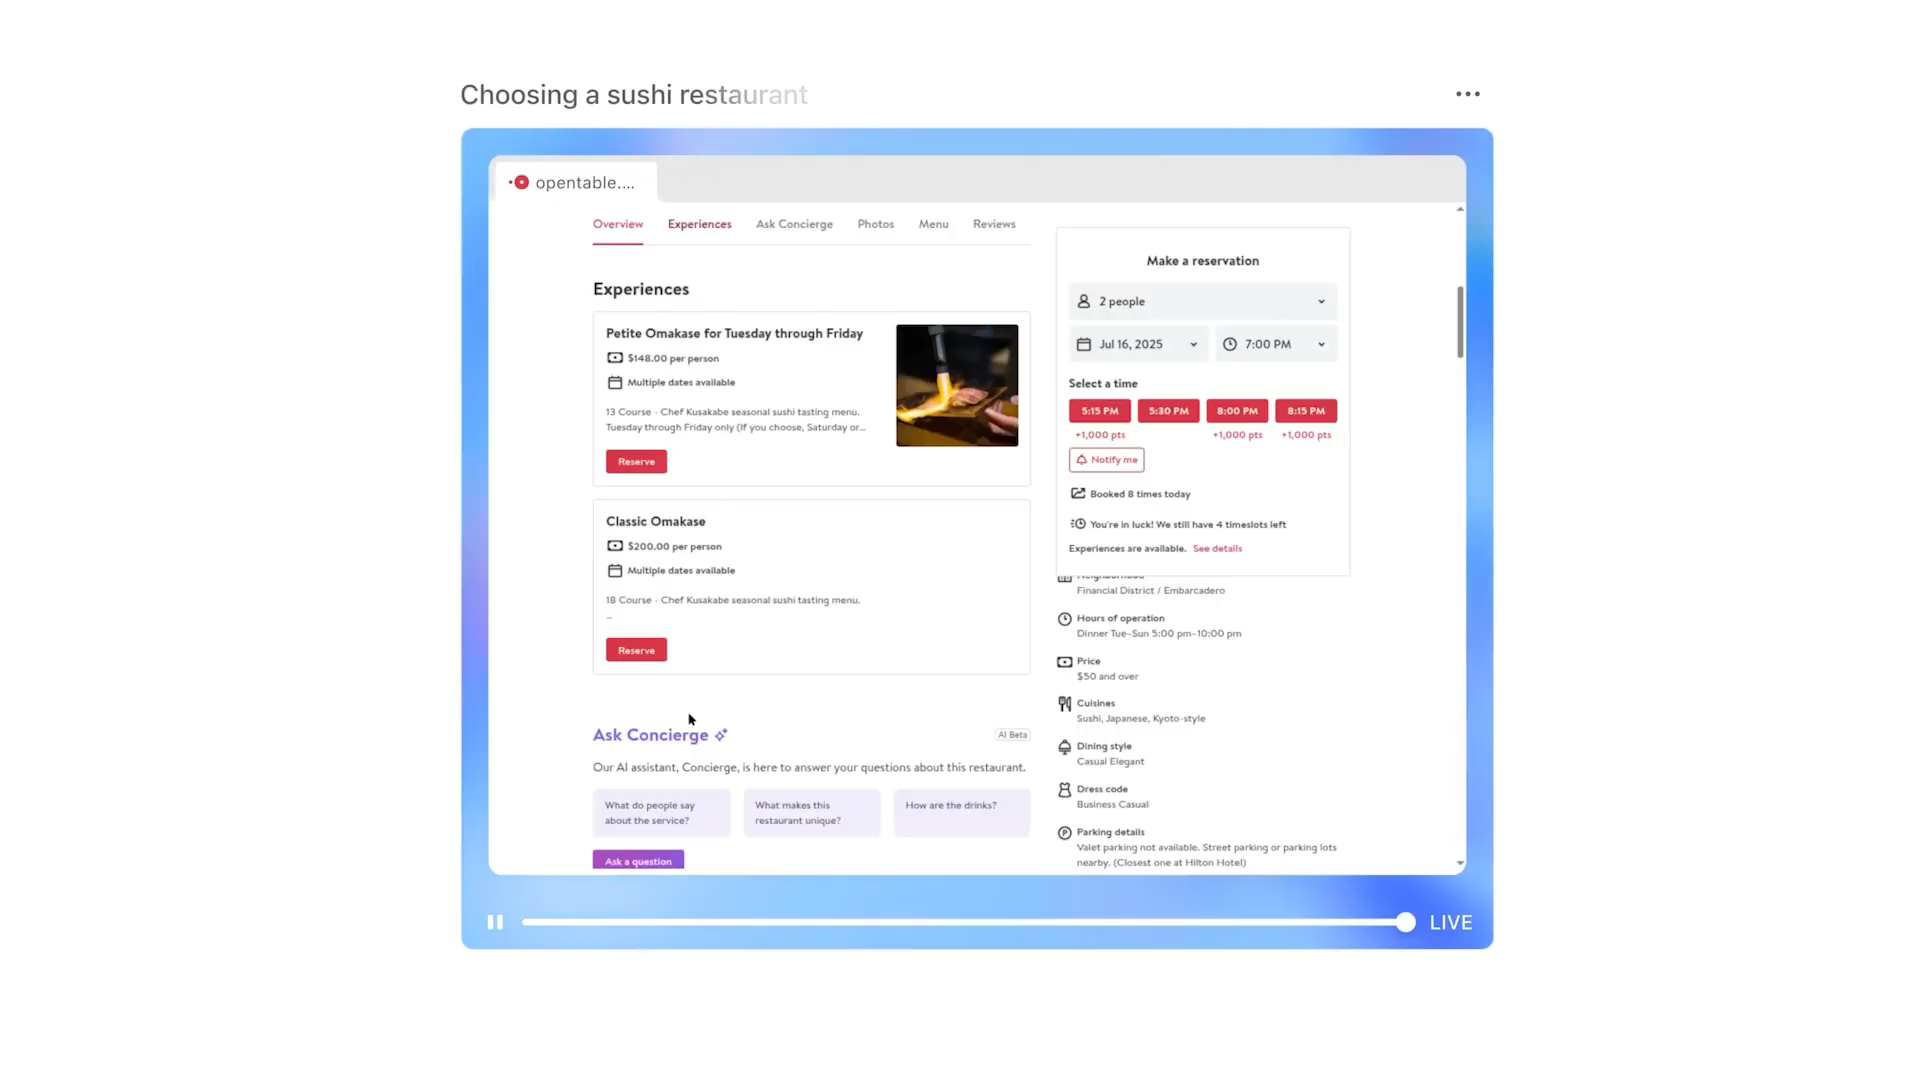 Choosing a sushi restaurant
opentable....
Overview Experiences Ask Concierge Photos Menu Reviews
Experiences
Petite Omakase for Tuesday through Friday
$148.00 per person
Multiple dates available
13 Course - Chef Kusakabe seasonal sushi tasting menu.
Tuesday through Friday only (If you choose, Saturday or...
Reserve
Classic Omakase
$200.00 per person
Multiple dates available
18 Course - Chef Kusakabe seasonal sushi tasting menu.
...
Reserve
Ask Concierge
AI Beta
Our AI assistant, Concierge, is here to answer your questions about this restaurant.
What do people say
about the service?
What makes this
restaurant unique?
How are the drinks?
Ask a question
Make a reservation
2 people
Jul 16, 2025
7:00 PM
Select a time
5:15 PM 5:30 PM 8:00 PM 8:15 PM
+1,000 pts +1,000 pts +1,000 pts
Notify me
Booked 8 times today
You're in luck! We still have 4 timeslots left
Experiences are available. See details
Neighborhood
Financial District / Embarcadero
Hours of operation
Dinner Tue–Sun 5:00 pm–10:00 pm
Price
$50 and over
Cuisines
Sushi, Japanese, Kyoto-style
Dining style
Casual Elegant
Dress code
Business Casual
Parking details
Valet parking not available. Street parking or parking lots
nearby. (Closest one at Hilton Hotel)
LIVE